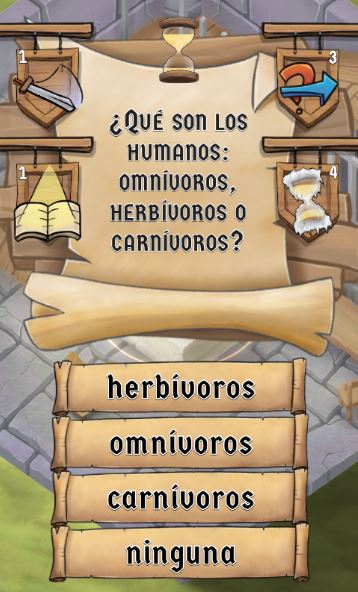 1
3
¿QUÉ SON LOS
HUMANOS:
OMNÍVOROS,
HERBÍVOROS O
CARNÍVOROS?
1
4
herbívoros
omnívoros
carnívoros
ninguna